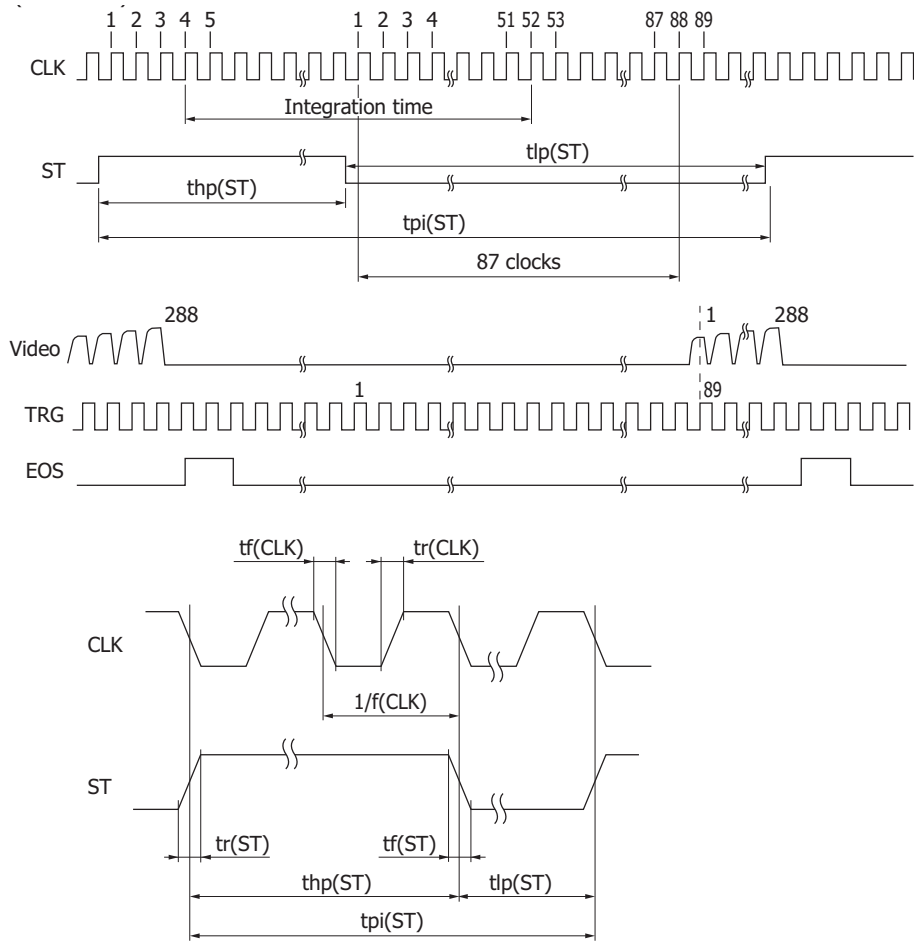 1 2 3 4 5 1 2 3 4 51 52 53 87 88 89
CLK
Integration time
ST
tlp(ST)
thp(ST)
tpi(ST)
87 clocks
288 1 288
Video
1 89
TRG
EOS
tf(CLK) tr(CLK)
CLK
1/f(CLK)
ST
tr(ST) tf(ST)
thp(ST) tlp(ST)
tpi(ST)